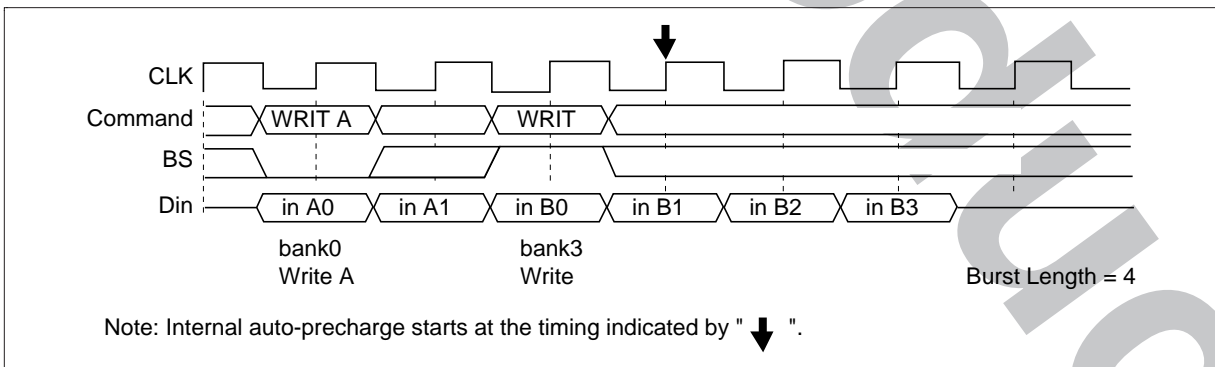 CLK
Command WRIT A WRIT
BS
Din in A0 in A1 in B0 in B1 in B2 in B3
bank0 bank3
Write A Write Burst Length = 4
Note: Internal auto-precharge starts at the timing indicated by " ".